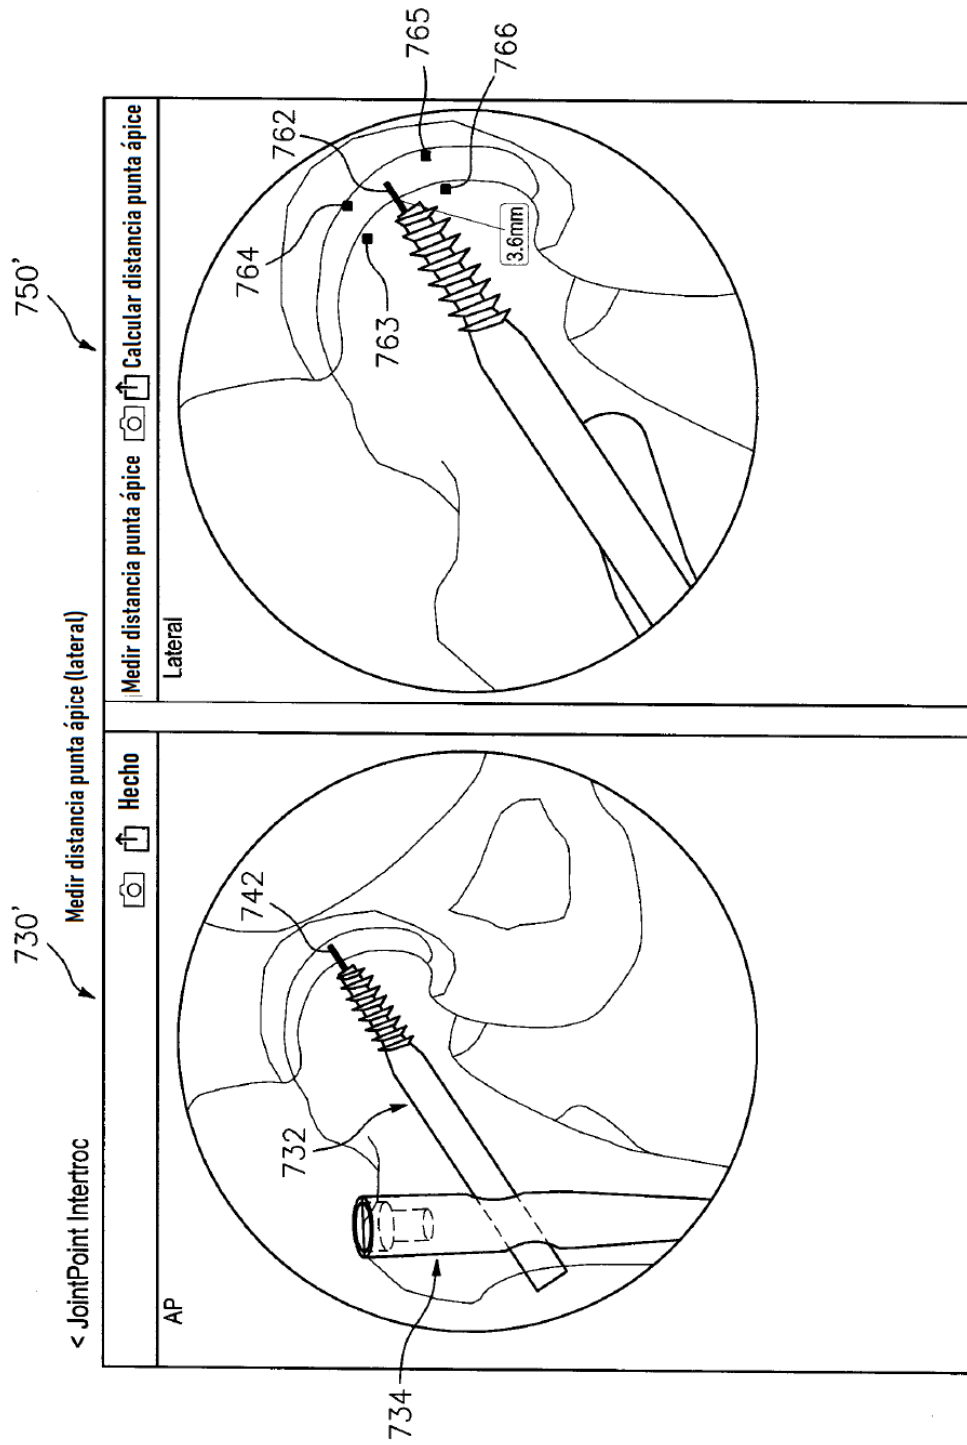 730'
750'
Medir distancia punta ápice (lateral)
< JointPoint Intertroc
Hecho
Medir distancia punta ápice
Calcular distancia punta ápice
AP
Lateral
742
732
734
762
764
763
765
766
3.6mm